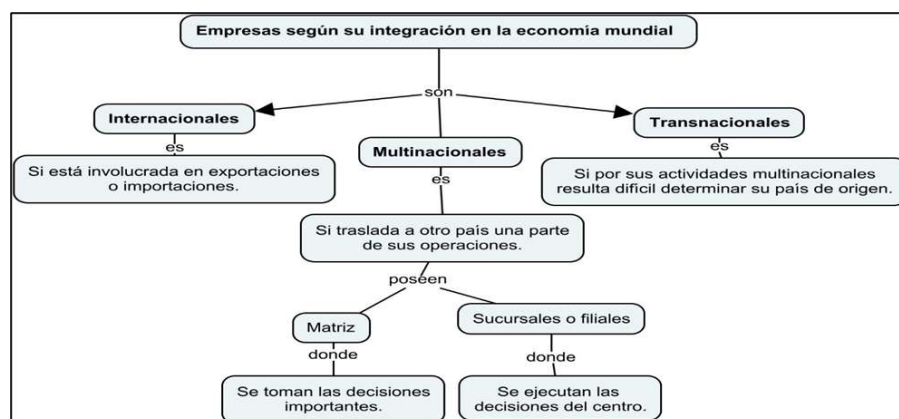 Empresas según su integración en la economía mundial
son
Internacionales
es
Si está involucrada en exportaciones
o importaciones.
Multinacionales
es
Si traslada a otro país una parte
de sus operaciones.
poseen
Matriz
donde
Se toman las decisiones
importantes.
Sucursales o filiales
donde
Se ejecutan las
decisiones del centro.
Transnacionales
es
Si por sus actividades multinacionales
resulta difícil determinar su país de origen.